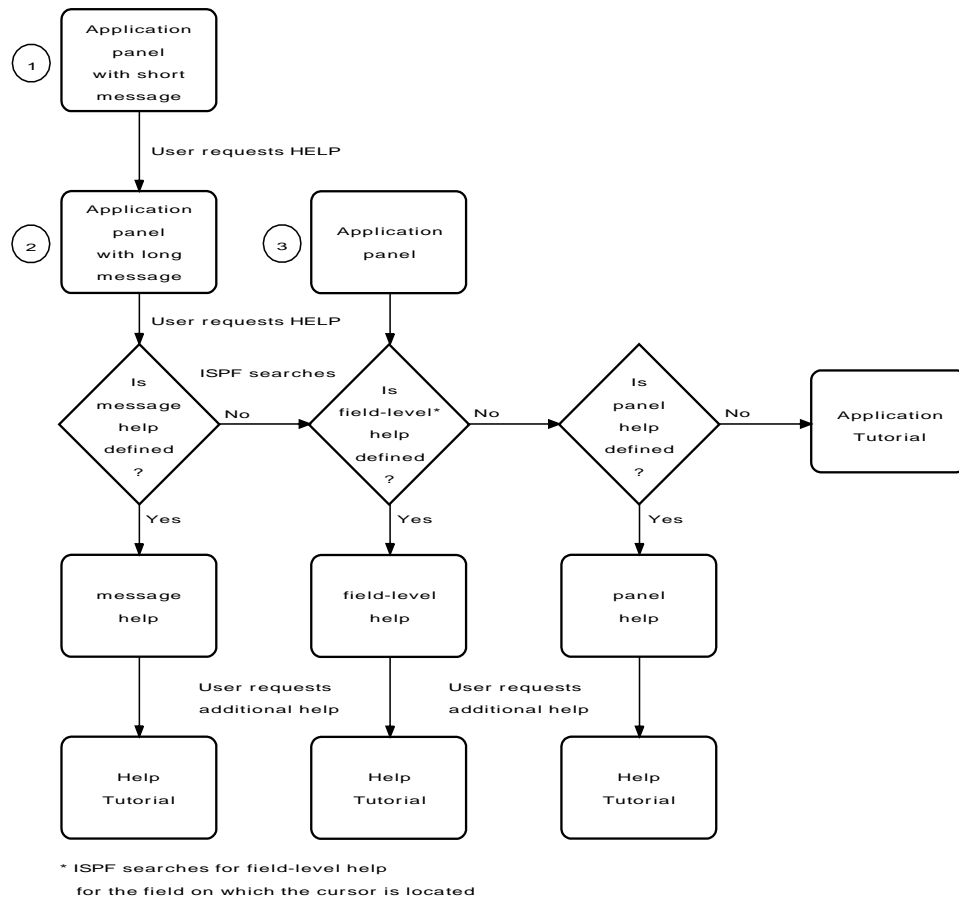 Application
panel
with short
message
1
User requests HELP
Application
panel
with long
message
2
3
Application
panel
User requests HELP
ISPF searches
Is
message
help
defined
?
No
Is
field-level*
help
defined
?
No
Is
panel
help
defined
?
No
Application
Tutorial
Yes
Yes
Yes
message
help
field-level
help
panel
help
User requests
additional help
User requests
additional help
Help
Tutorial
Help
Tutorial
Help
Tutorial
* ISPF searches for field-level help
for the field on which the cursor is located